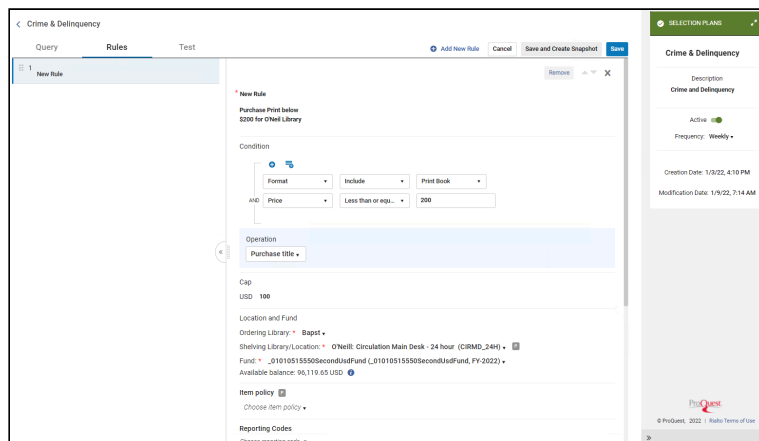 Crime & Delinquency
Query Rules Test
Add New Rule Cancel Save and Create Snapshot Save
1
New Rule
Remove
* New Rule
Purchase Print below
$200 for O'Neil Library
Condition
Format Include Print Book
AND Price Less than or equ... 200
Operation
Purchase title
Cap
USD 100
Location and Fund
Ordering Library: * Bapst
Shelving Library/Location: * O'Neill: Circulation Main Desk - 24 hour (CIRMD_24H)
Fund: * _01010515550SecondUsdFund (_01010515550SecondUsdFund, FY-2022)
Available balance: 96,119.65 USD
Item policy
Choose item policy
Reporting Codes
SELECTION PLANS
Crime & Delinquency
Description
Crime and Delinquency
Active
Frequency: Weekly
Creation Date: 1/3/22, 4:10 PM
Modification Date: 1/9/22, 7:14 AM
ProQuest
© ProQuest, 2022 | Rialto Terms of Use